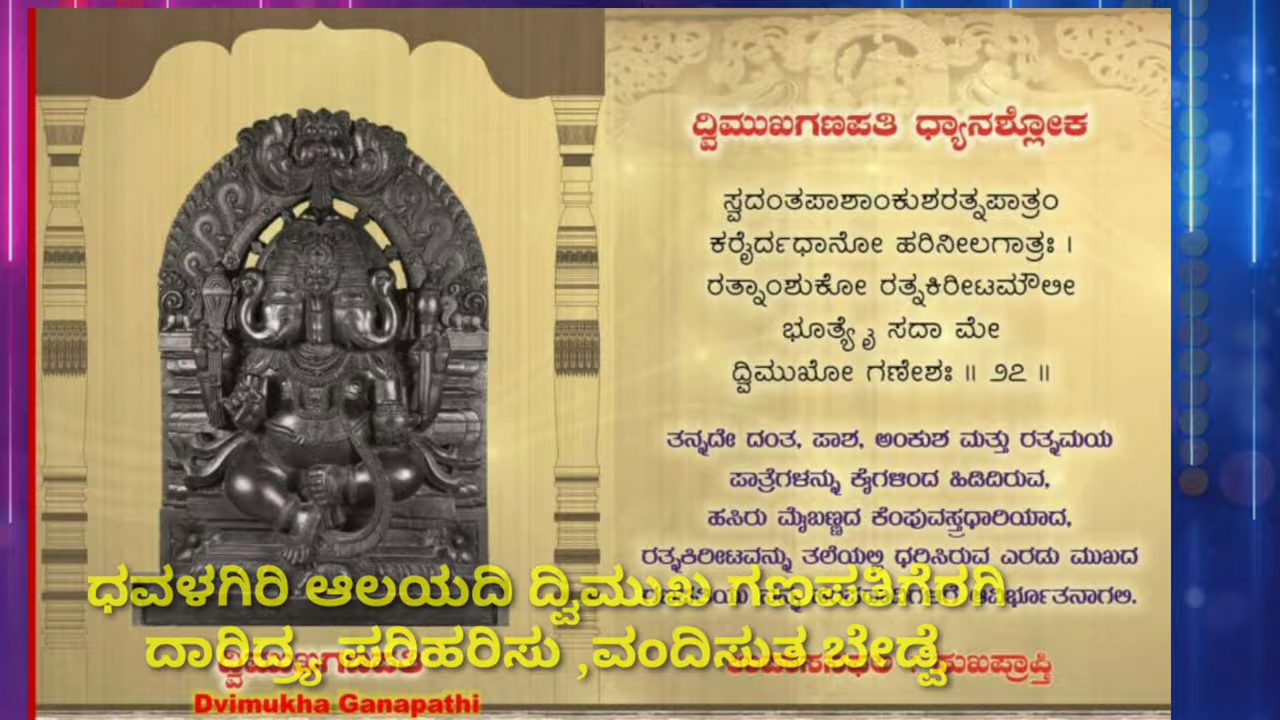 ದ್ವಿಮುಖಗಣಪತಿ ಧ್ಯಾನಶ್ಲೋಕ
ಸ್ವದಂತಪಾಶಾಂಕುಶರತ್ನಪಾತ್ರಂ
ಕರೈರ್ದಧಾನೋ ಹರಿನೀಲಗಾತ್ರಃ ।
ರತ್ನಾಂಶುಕೋ ರತ್ನಕಿರೀಟಮೌಲೀ
ಭೂತ್ಯೈ ಸದಾ ಮೇ
ದ್ವಿಮುಖೋ ಗಣೇಶಃ ॥ ೨೭ ॥
ತನ್ನದೇ ದಂತ, ಪಾಶ, ಅಂಕುಶ ಮತ್ತು ರತ್ನಮಯ
ಪಾತ್ರೆಗಳನ್ನು ಕೈಗಳಿಂದ ಹಿಡಿದಿರುವ,
ಹಸಿರು ಮೈಬಣ್ಣದ ಕೆಂಪುವಸ್ತ್ರಧಾರಿಯಾದ,
ರತ್ನಕಿರೀಟವನ್ನು ತಲೆಯಲ್ಲಿ ಧರಿಸಿರುವ ಎರಡು ಮುಖದ
ಧವಳಗಿರಿ ಆಲಯದಿ ದ್ವಿಮುಖ ಗಣಪತಿಗೆರಗಿ
ದಾರಿದ್ರ್ಯ ಪರಿಹರಿಸು ,ವಂದಿಸುತ ಬೇಡ್ವೆ
ದ್ವಿಮುಖಗಣಪತಿ
Dvimukha Ganapathi